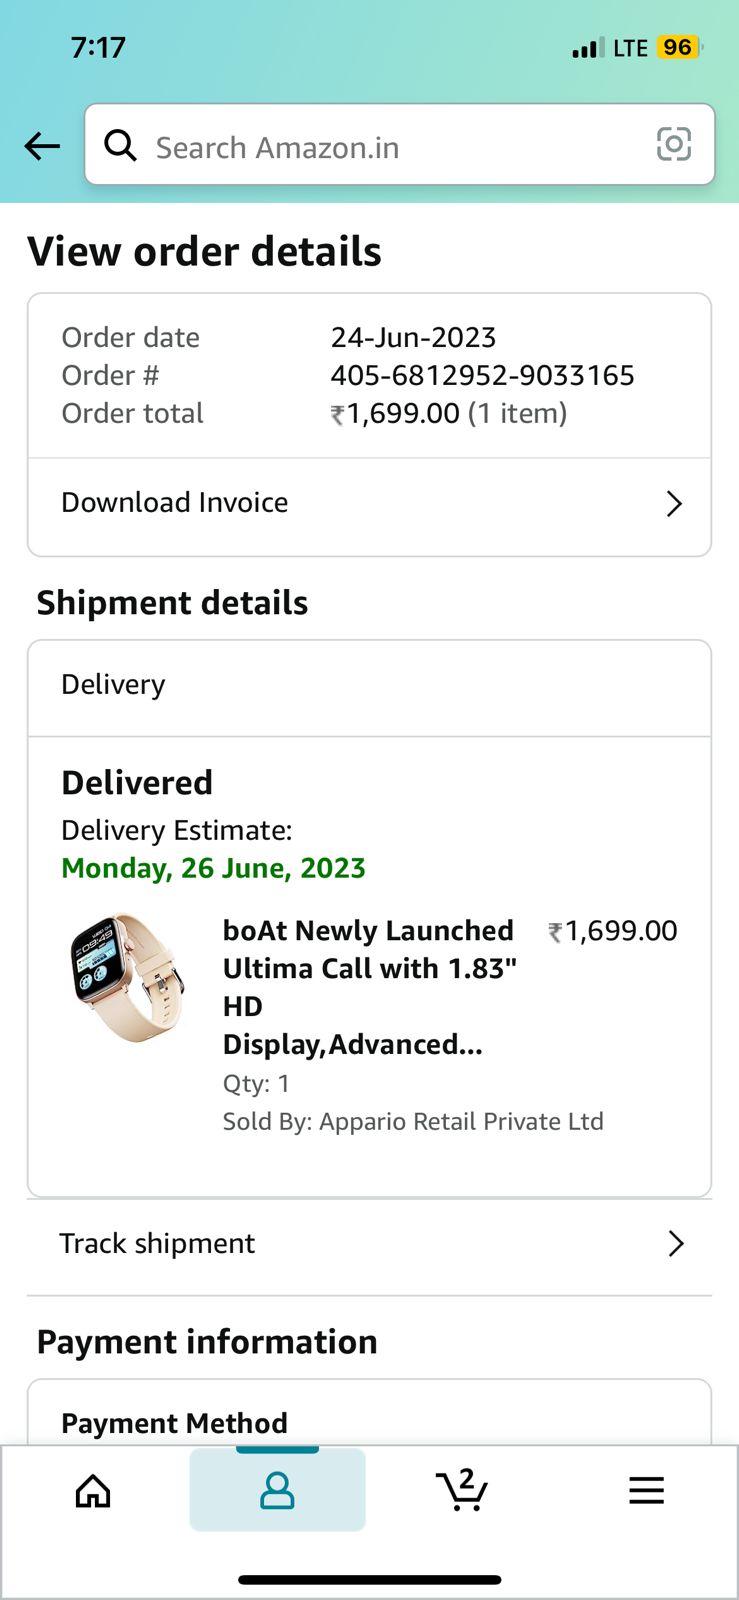 7:17
LTE 96
Search Amazon.in
View order details
Order date 24-Jun-2023
Order # 405-6812952-9033165
Order total ₹1,699.00 (1 item)
Download Invoice
Shipment details
Delivery
Delivered
Delivery Estimate:
Monday, 26 June, 2023
boAt Newly Launched ₹1,699.00
Ultima Call with 1.83"
HD
Display,Advanced...
Qty: 1
Sold By: Appario Retail Private Ltd
09:49
Track shipment
Payment information
Payment Method
2